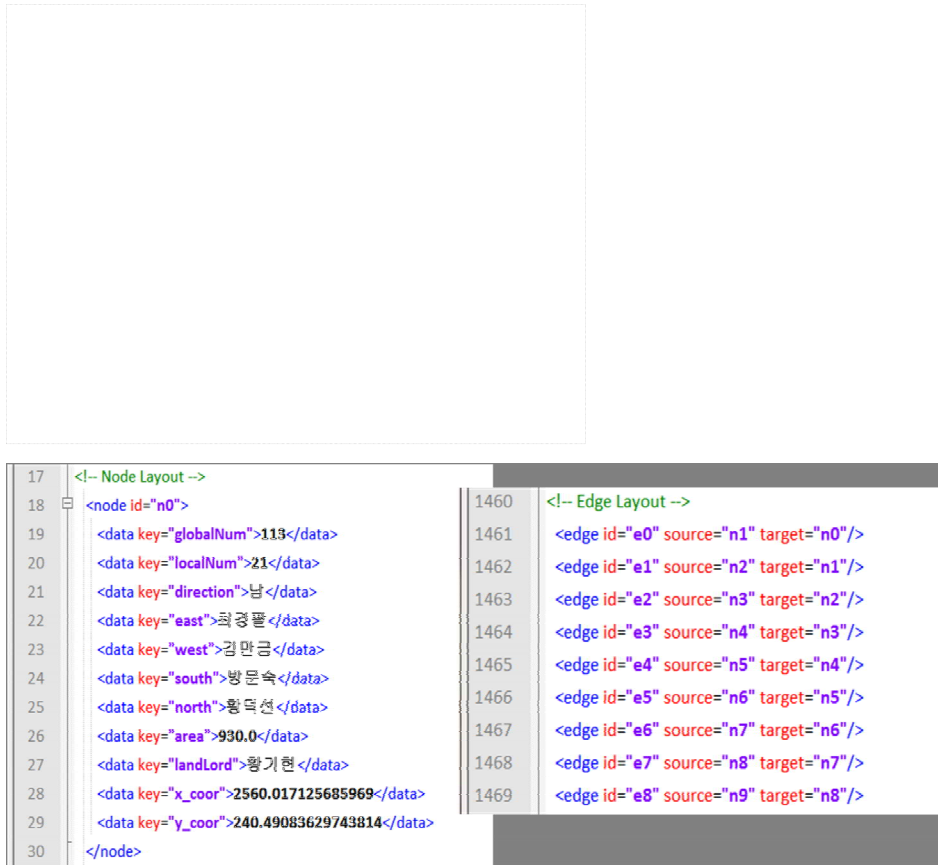 17 <!-- Node Layout -->
18 <node id="n0">
19 <data key="globalNum">113</data>
20 <data key="localNum">21</data>
21 <data key="direction">남</data>
22 <data key="east">최경팔</data>
23 <data key="west">김만금</data>
24 <data key="south">방문숙</data>
25 <data key="north">황덕선</data>
26 <data key="area">930.0</data>
27 <data key="landLord">황기현</data>
28 <data key="x_coor">2560.017125685969</data>
29 <data key="y_coor">240.49083629743814</data>
30 </node>
1460 <!-- Edge Layout -->
1461 <edge id="e0" source="n1" target="n0"/>
1462 <edge id="e1" source="n2" target="n1"/>
1463 <edge id="e2" source="n3" target="n2"/>
1464 <edge id="e3" source="n4" target="n3"/>
1465 <edge id="e4" source="n5" target="n4"/>
1466 <edge id="e5" source="n6" target="n5"/>
1467 <edge id="e6" source="n7" target="n6"/>
1468 <edge id="e7" source="n8" target="n7"/>
1469 <edge id="e8" source="n9" target="n8"/>